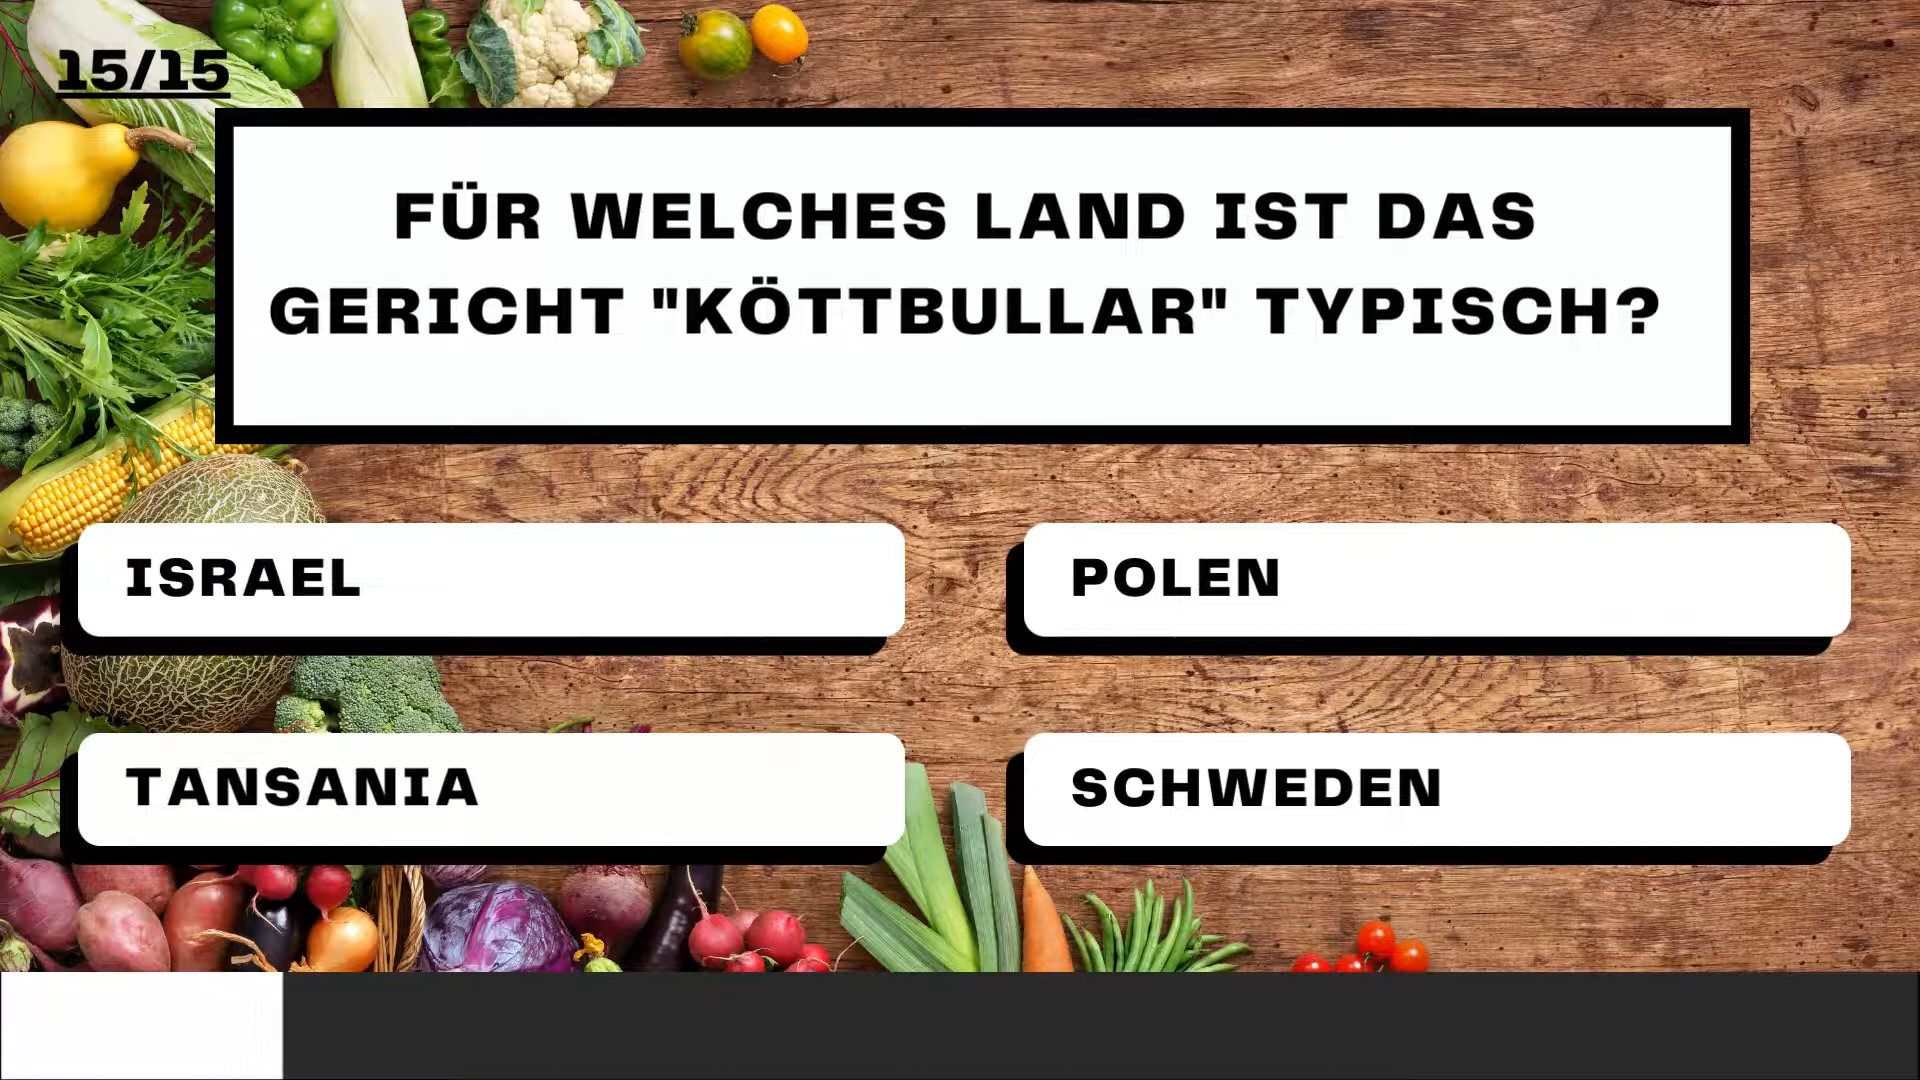 15/15
FÜR WELCHES LAND IST DAS
GERICHT "KÖTTBULLAR" TYPISCH?
ISRAEL
POLEN
TANSANIA
SCHWEDEN